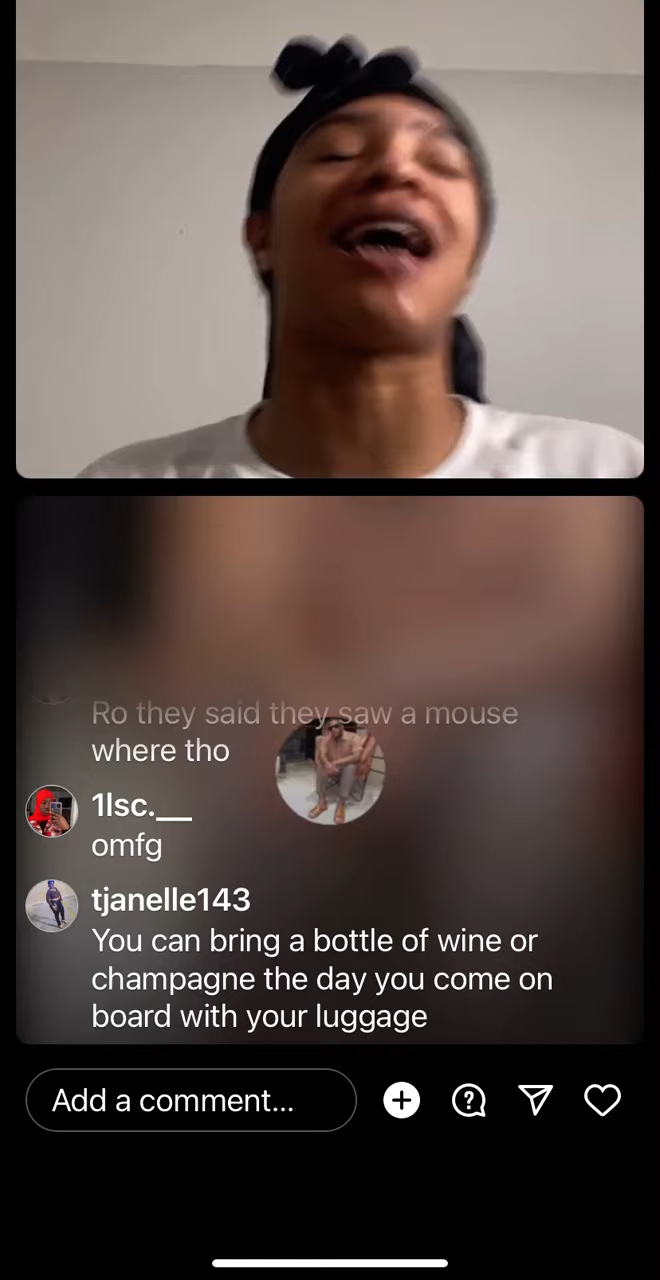 Ro they said they saw a mouse
where tho
1lsc.__
omfg
tjanelle143
You can bring a bottle of wine or
champagne the day you come on
board with your luggage
Add a comment...